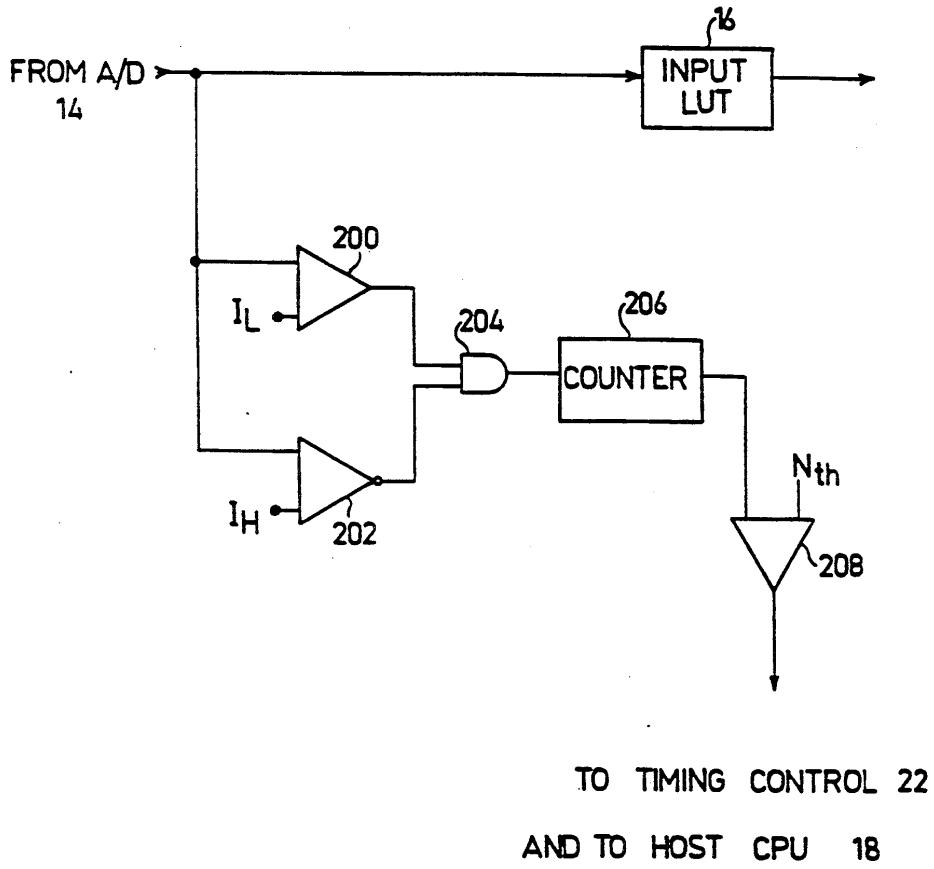 16
FROM A/D
14
INPUT
LUT
200
I_L
204
206
COUNTER
I_H
202
N_th
208
TO TIMING CONTROL 22
AND TO HOST CPU 18